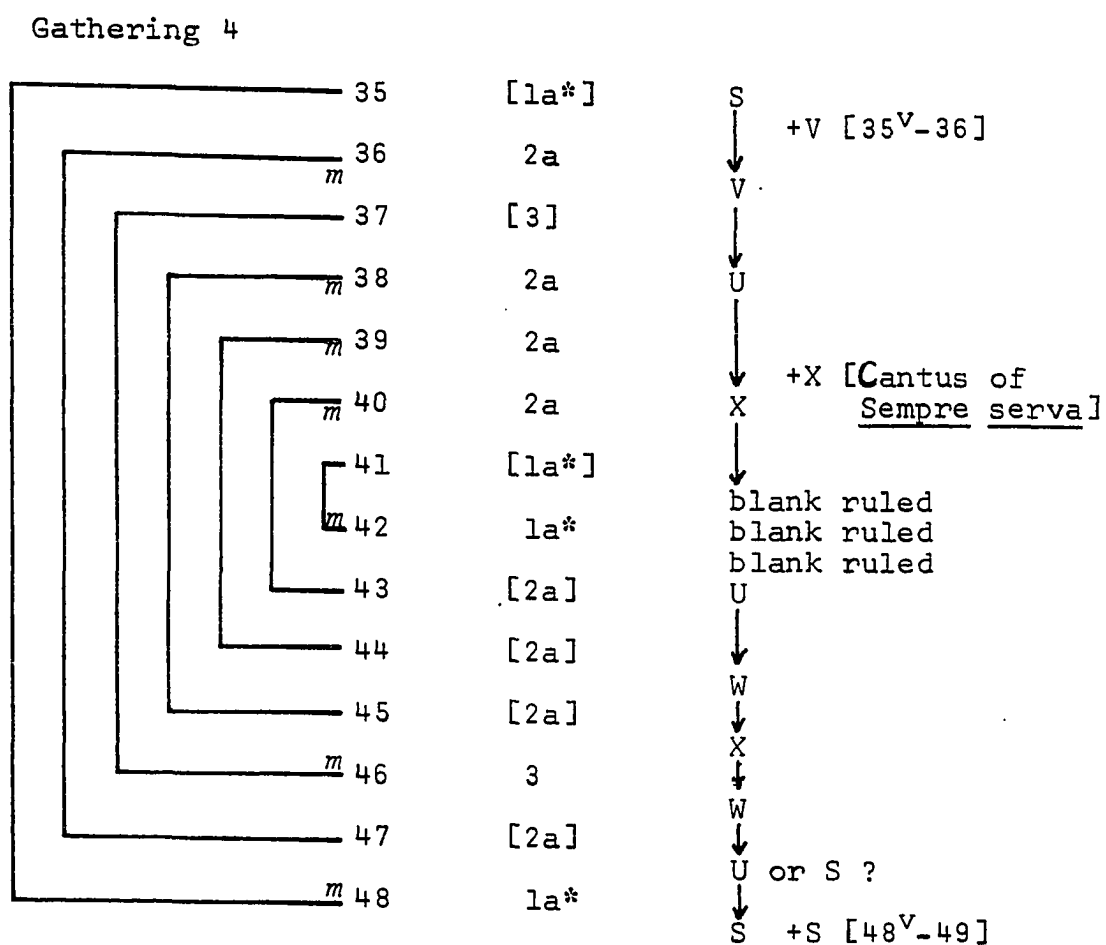 Gathering 4
35 [1a*] S
+V [35v-36]
m 36 2a
V
37 [3]
m 38 2a U
m 39 2a
+X [Cantus of
m 40 2a X Sempre serva]
41 [1a*]
blank ruled
m 42 1a* blank ruled
blank ruled
43 [2a] U
44 [2a]
W
45 [2a]
X
m 46 3
W
47 [2a]
U or S ?
m 48 1a*
S +S [48v-49]